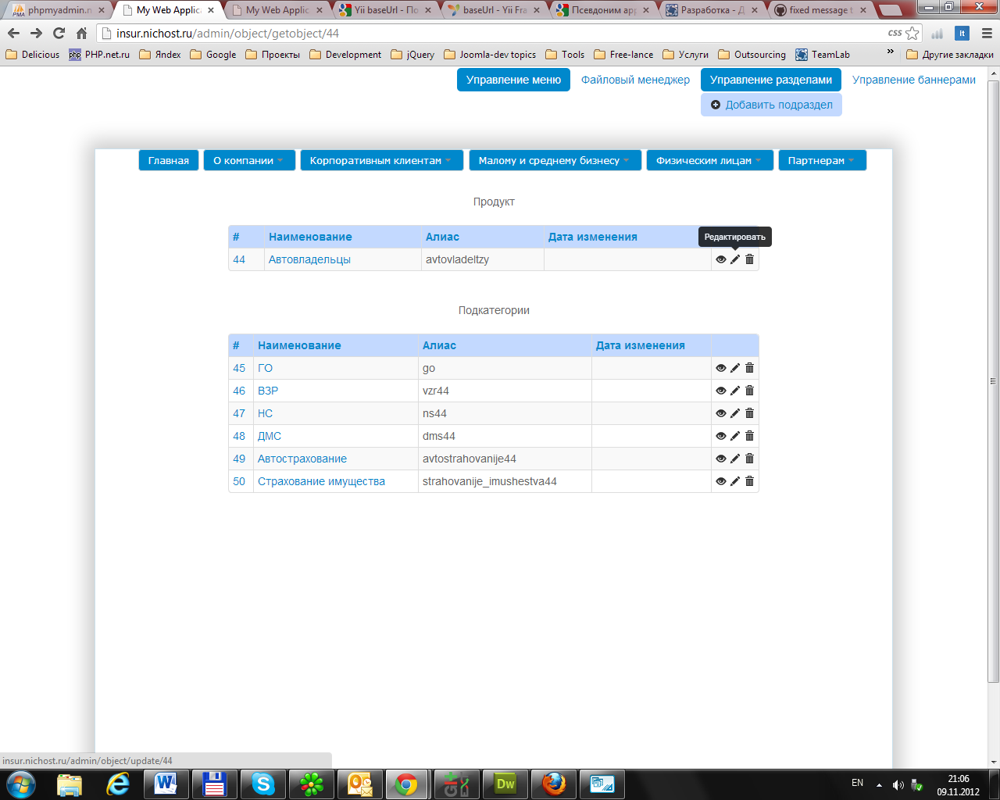 phpmyadmin.n
My Web Applic
My Web Applic
Yii baseUrl - По
baseUrl - Yii Fra
Псевдоним app
Разработка - Д
fixed message t
insur.nichost.ru/admin/object/getobject/44
CSS
It
Delicious
php PHP.net.ru
Яndex
Google
Проекты
Development
jQuery
Joomla-dev topics
Tools
Free-lance
Услуги
Outsourcing
TeamLab
»
Другие закладки
Управление меню
Файловый менеджер
Управление разделами
Управление баннерами
Добавить подраздел
Главная
О компании
Корпоративным клиентам
Малому и среднему бизнесу
Физическим лицам
Партнерам
Продукт
# Наименование Алиас Дата изменения
Редактировать
44 Автовладельцы avtovladeltzy
Подкатегории
# Наименование Алиас Дата изменения
45 ГО go
46 ВЗР vzr44
47 НС ns44
48 ДМС dms44
49 Автострахование avtostrahovanije44
50 Страхование имущества strahovanije_imushestva44
insur.nichost.ru/admin/object/update/44
Dw
EN
21:06
09.11.2012